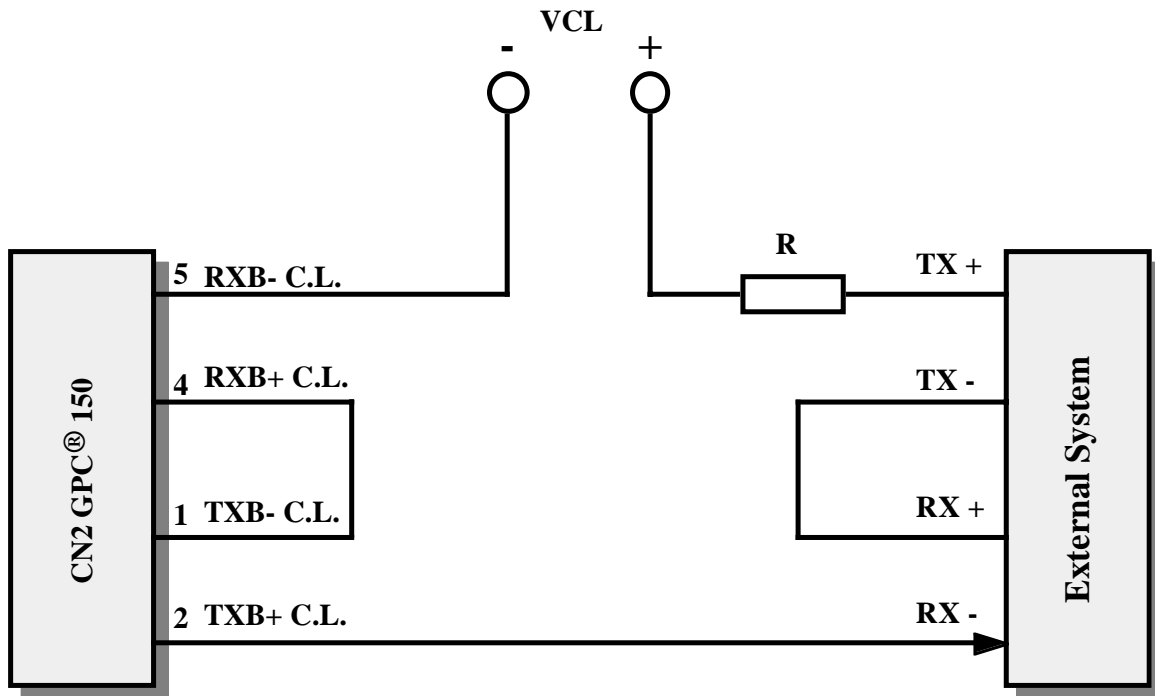 VCL
- +
R
5 RXB- C.L.
TX +
4 RXB+ C.L.
TX -
1 TXB- C.L.
RX +
2 TXB+ C.L.
RX -
CN2 GPC® 150
External System